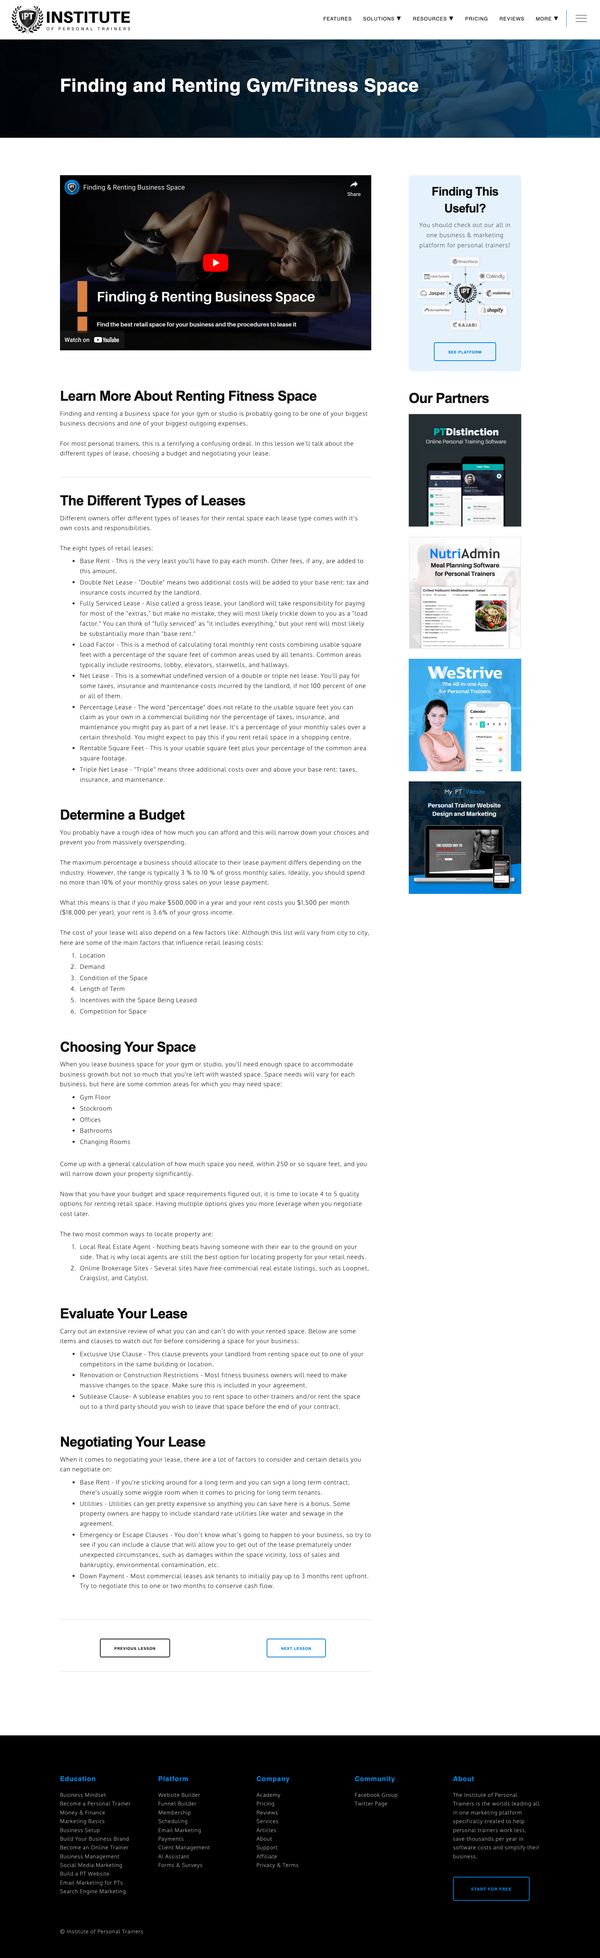 IPT INSTITUTE
OF PERSONAL TRAINERS
FEATURES
SOLUTIONS ▼
RESOURCES ▼
PRICING
REVIEWS
MORE ▼
Finding and Renting Gym/Fitness Space
Finding & Renting Business Space
Share
Finding & Renting Business Space
Find the best retail space for your business and the procedures to lease it
Watch on YouTube
Learn More About Renting Fitness Space
Finding and renting a business space for your gym or studio is probably going to be one of your biggest
business decisions and one of your biggest outgoing expenses.
For most personal trainers, this is a terrifying a confusing ordeal. In this lesson we'll talk about the
different types of lease, choosing a budget and negotiating your lease.
The Different Types of Leases
Different owners offer different types of leases for their rental space each lease type comes with it's
own costs and responsibilities.
The eight types of retail leases:
• Base Rent - This is the very least you'll have to pay each month. Other fees, if any, are added to
this amount.
• Double Net Lease - "Double" means two additional costs will be added to your base rent: tax and
insurance costs incurred by the landlord.
• Fully Serviced Lease - Also called a gross lease, your landlord will take responsibility for paying
for most of the "extras," but make no mistake, they will most likely trickle down to you as a "load
factor." You can think of "fully serviced" as "it includes everything," but your rent will most likely
be substantially more than "base rent."
• Load Factor - This is a method of calculating total monthly rent costs combining usable square
feet with a percentage of the square feet of common areas used by all tenants. Common areas
typically include restrooms, lobby, elevators, stairwells, and hallways.
• Net Lease - This is a somewhat undefined version of a double or triple net lease. You'll pay for
some taxes, insurance and maintenance costs incurred by the landlord, if not 100 percent of one
or all of them.
• Percentage Lease - The word "percentage" does not relate to the usable square feet you can
claim as your own in a commercial building nor the percentage of taxes, insurance, and
maintenance you might pay as part of a net lease. It's a percentage of your monthly sales over a
certain threshold. You might expect to pay this if you rent retail space in a shopping centre.
• Rentable Square Feet - This is your usable square feet plus your percentage of the common area
square footage.
• Triple Net Lease - "Triple" means three additional costs over and above your base rent: taxes,
insurance, and maintenance.
Determine a Budget
You probably have a rough idea of how much you can afford and this will narrow down your choices and
prevent you from massively overspending.
The maximum percentage a business should allocate to their lease payment differs depending on the
industry. However, the range is typically 3 % to 10 % of gross monthly sales. Ideally, you should spend
no more than 10% of your monthly gross sales on your lease payment.
What this means is that if you make $500,000 in a year and your rent costs you $1,500 per month
($18,000 per year), your rent is 3.6% of your gross income.
The cost of your lease will also depend on a few factors like: Although this list will vary from city to city,
here are some of the main factors that influence retail leasing costs:
1. Location
2. Demand
3. Condition of the Space
4. Length of Term
5. Incentives with the Space Being Leased
6. Competition for Space
Choosing Your Space
When you lease business space for your gym or studio, you'll need enough space to accommodate
business growth but not so much that you're left with wasted space. Space needs will vary for each
business, but here are some common areas for which you may need space:
• Gym Floor
• Stockroom
• Offices
• Bathrooms
• Changing Rooms
Come up with a general calculation of how much space you need, within 250 or so square feet, and you
will narrow down your property significantly.
Now that you have your budget and space requirements figured out, it is time to locate 4 to 5 quality
options for renting retail space. Having multiple options gives you more leverage when you negotiate
cost later.
The two most common ways to locate property are:
1. Local Real Estate Agent - Nothing beats having someone with their ear to the ground on your
side. That is why local agents are still the best option for locating property for your retail needs.
2. Online Brokerage Sites - Several sites have free commercial real estate listings, such as Loopnet,
Craigslist, and Catylist.
Evaluate Your Lease
Carry out an extensive review of what you can and can't do with your rented space. Below are some
items and clauses to watch out for before considering a space for your business:
• Exclusive Use Clause - This clause prevents your landlord from renting space out to one of your
competitors in the same building or location.
• Renovation or Construction Restrictions - Most fitness business owners will need to make
massive changes to the space. Make sure this is included in your agreement.
• Sublease Clause- A sublease enables you to rent space to other trainers and/or rent the space
out to a third party should you wish to leave that space before the end of your contract.
Negotiating Your Lease
When it comes to negotiating your lease, there are a lot of factors to consider and certain details you
can negotiate on:
• Base Rent - If you're sticking around for a long term and you can sign a long term contract,
there's usually some wiggle room when it comes to pricing for long term tenants.
• Utilities - Utilities can get pretty expensive so anything you can save here is a bonus. Some
property owners are happy to include standard rate utilities like water and sewage in the
agreement.
• Emergency or Escape Clauses - You don't know what's going to happen to your business, so try to
see if you can include a clause that will allow you to get out of the lease prematurely under
unexpected circumstances, such as damages within the space vicinity, loss of sales and
bankruptcy, environmental contamination, etc.
• Down Payment - Most commercial leases ask tenants to initially pay up to 3 months rent upfront.
Try to negotiate this to one or two months to conserve cash flow.
PREVIOUS LESSON
NEXT LESSON
Finding This
Useful?
You should check out our all in
one business & marketing
platform for personal trainers!
Calendly
Jasper
IPT
mailchimp
shopify
KAJABI
SEE PLATFORM
Our Partners
PTDistinction
Online Personal Training Software
NutriAdmin
Meal Planning Software
for Personal Trainers
WeStrive
The All-in-one App
for Personal Trainers
Calendar
My PT Website
Personal Trainer Website
Design and Marketing
Education
Business Mindset
Become a Personal Trainer
Money & Finance
Marketing Basics
Business Setup
Build Your Business Brand
Become an Online Trainer
Business Management
Social Media Marketing
Build a PT Website
Email Marketing for PTs
Search Engine Marketing
Platform
Website Builder
Funnel Builder
Membership
Scheduling
Email Marketing
Payments
Client Management
AI Assistant
Forms & Surveys
Company
Academy
Pricing
Reviews
Services
Articles
About
Support
Affiliate
Privacy & Terms
Community
Facebook Group
Twitter Page
About
The Institute of Personal
Trainers is the worlds leading all
in one marketing platform
specifically created to help
personal trainers work less,
save thousands per year in
software costs and simplify their
business.
START FOR FREE
© Institute of Personal Trainers